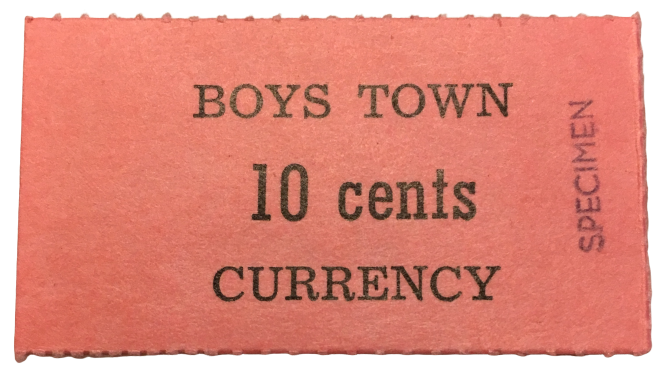 BOYS TOWN
10 cents
CURRENCY
SPECIMEN